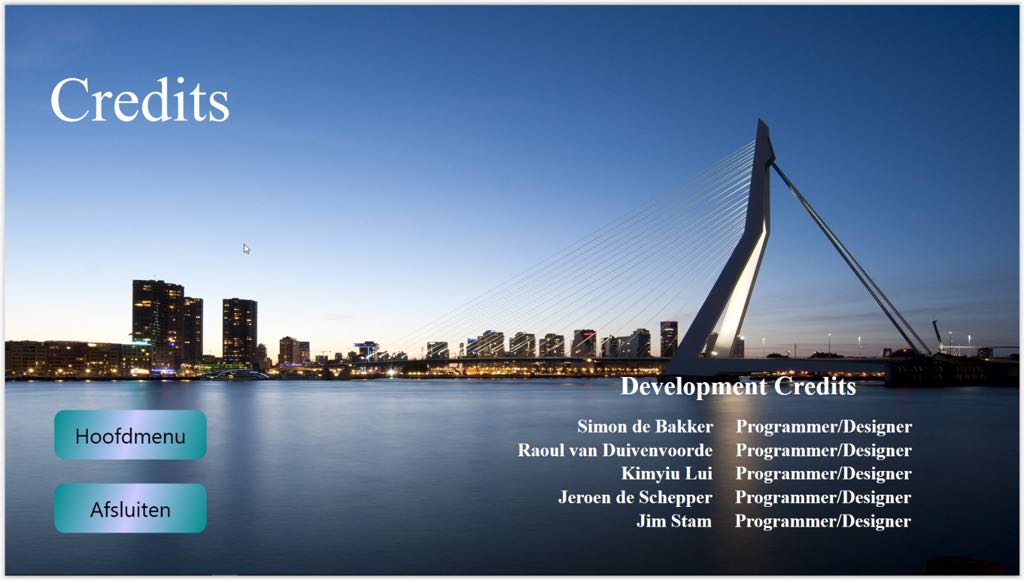 Credits
Development Credits
Simon de Bakker Programmer/Designer
Raoul van Duivenvoorde Programmer/Designer
Kimyiu Lui Programmer/Designer
Jeroen de Schepper Programmer/Designer
Jim Stam Programmer/Designer
Hoofdmenu
Afsluiten